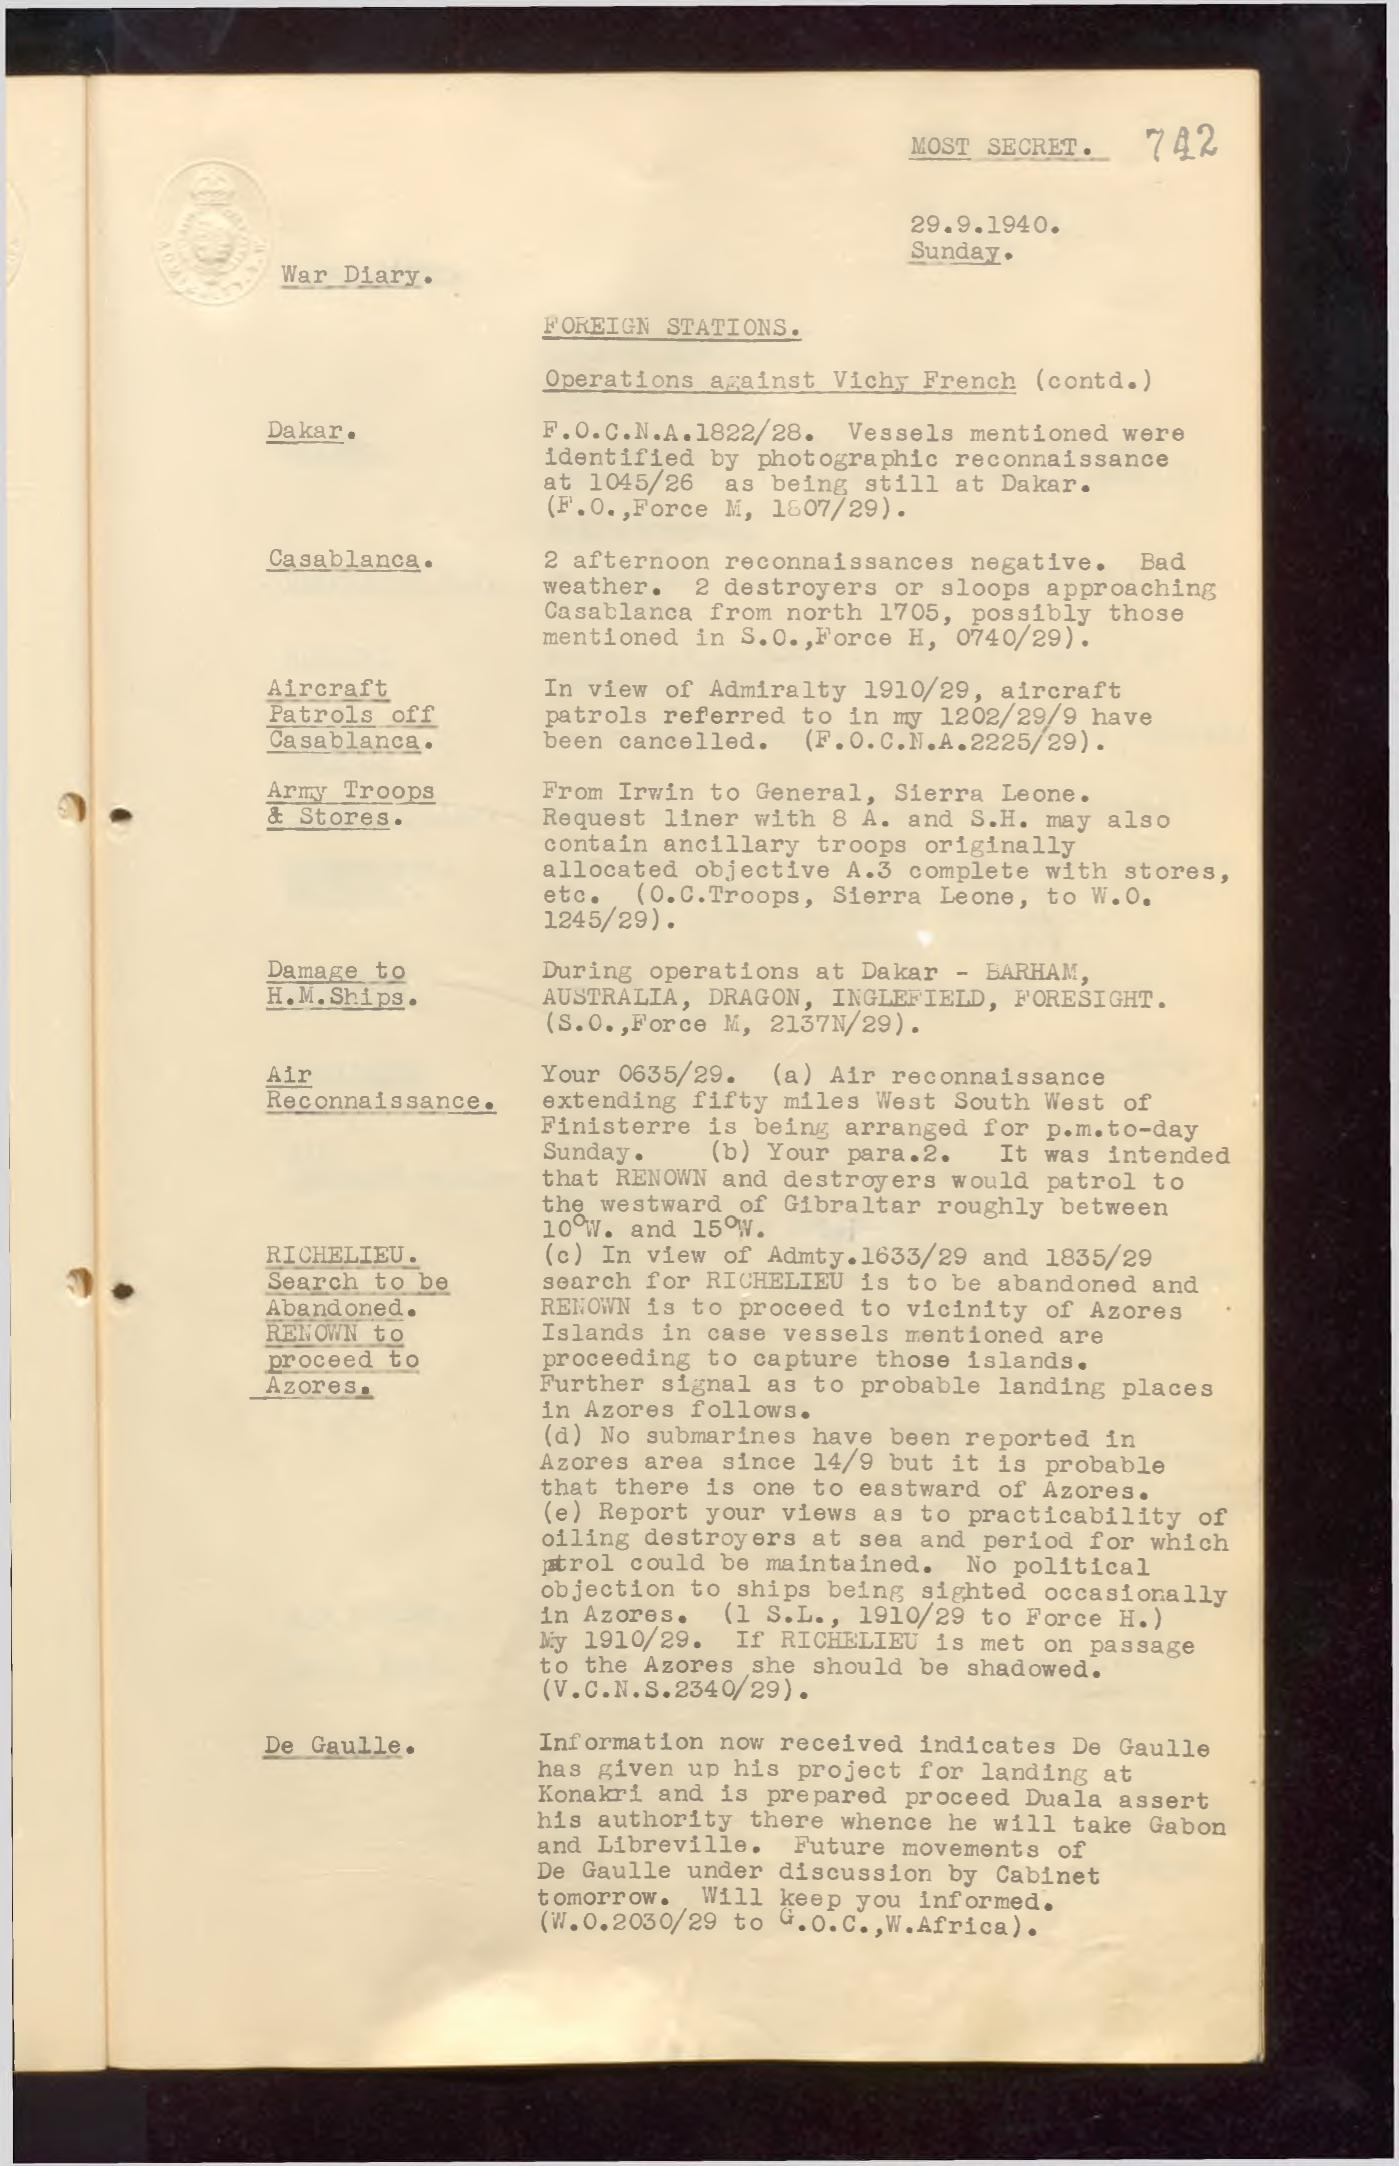 MOST SECRET. 742
29.9.1940.
Sunday.
War Diary.
FOREIGN STATIONS.
Operations against Vichy French (contd.)
Dakar.
F.O.C.N.A.1822/28. Vessels mentioned were
identified by photographic reconnaissance
at 1045/26 as being still at Dakar.
(F.O.,Force M, 1807/29).
Casablanca.
2 afternoon reconnaissances negative. Bad
weather. 2 destroyers or sloops approaching
Casablanca from north 1705, possibly those
mentioned in S.O.,Force H, 0740/29).
Aircraft
Patrols off
Casablanca.
In view of Admiralty 1910/29, aircraft
patrols referred to in my 1202/29/9 have
been cancelled. (F.O.C.N.A.2225/29).
Army Troops
& Stores.
From Irwin to General, Sierra Leone.
Request liner with 8 A. and S.H. may also
contain ancillary troops originally
allocated objective A.3 complete with stores,
etc. (O.C.Troops, Sierra Leone, to W.O.
1245/29).
Damage to
H.M.Ships.
During operations at Dakar - BARHAM,
AUSTRALIA, DRAGON, INGLEFIELD, FORESIGHT.
(S.O.,Force M, 2137N/29).
Air
Reconnaissance.
Your 0635/29. (a) Air reconnaissance
extending fifty miles West South West of
Finisterre is being arranged for p.m.to-day
Sunday. (b) Your para.2. It was intended
that RENOWN and destroyers would patrol to
the westward of Gibraltar roughly between
10°W. and 15°W.
RICHELIEU.
Search to be
Abandoned.
RENOWN to
proceed to
Azores.
(c) In view of Admty.1633/29 and 1835/29
search for RICHELIEU is to be abandoned and
RENOWN is to proceed to vicinity of Azores
Islands in case vessels mentioned are
proceeding to capture those islands.
Further signal as to probable landing places
in Azores follows.
(d) No submarines have been reported in
Azores area since 14/9 but it is probable
that there is one to eastward of Azores.
(e) Report your views as to practicability of
oiling destroyers at sea and period for which
ptrol could be maintained. No political
objection to ships being sighted occasionally
in Azores. (1 S.L., 1910/29 to Force H.)
My 1910/29. If RICHELIEU is met on passage
to the Azores she should be shadowed.
(V.C.N.S.2340/29).
De Gaulle.
Information now received indicates De Gaulle
has given up his project for landing at
Konakri and is prepared proceed Duala assert
his authority there whence he will take Gabon
and Libreville. Future movements of
De Gaulle under discussion by Cabinet
tomorrow. Will keep you informed.
(W.O.2030/29 to G.O.C.,W.Africa).